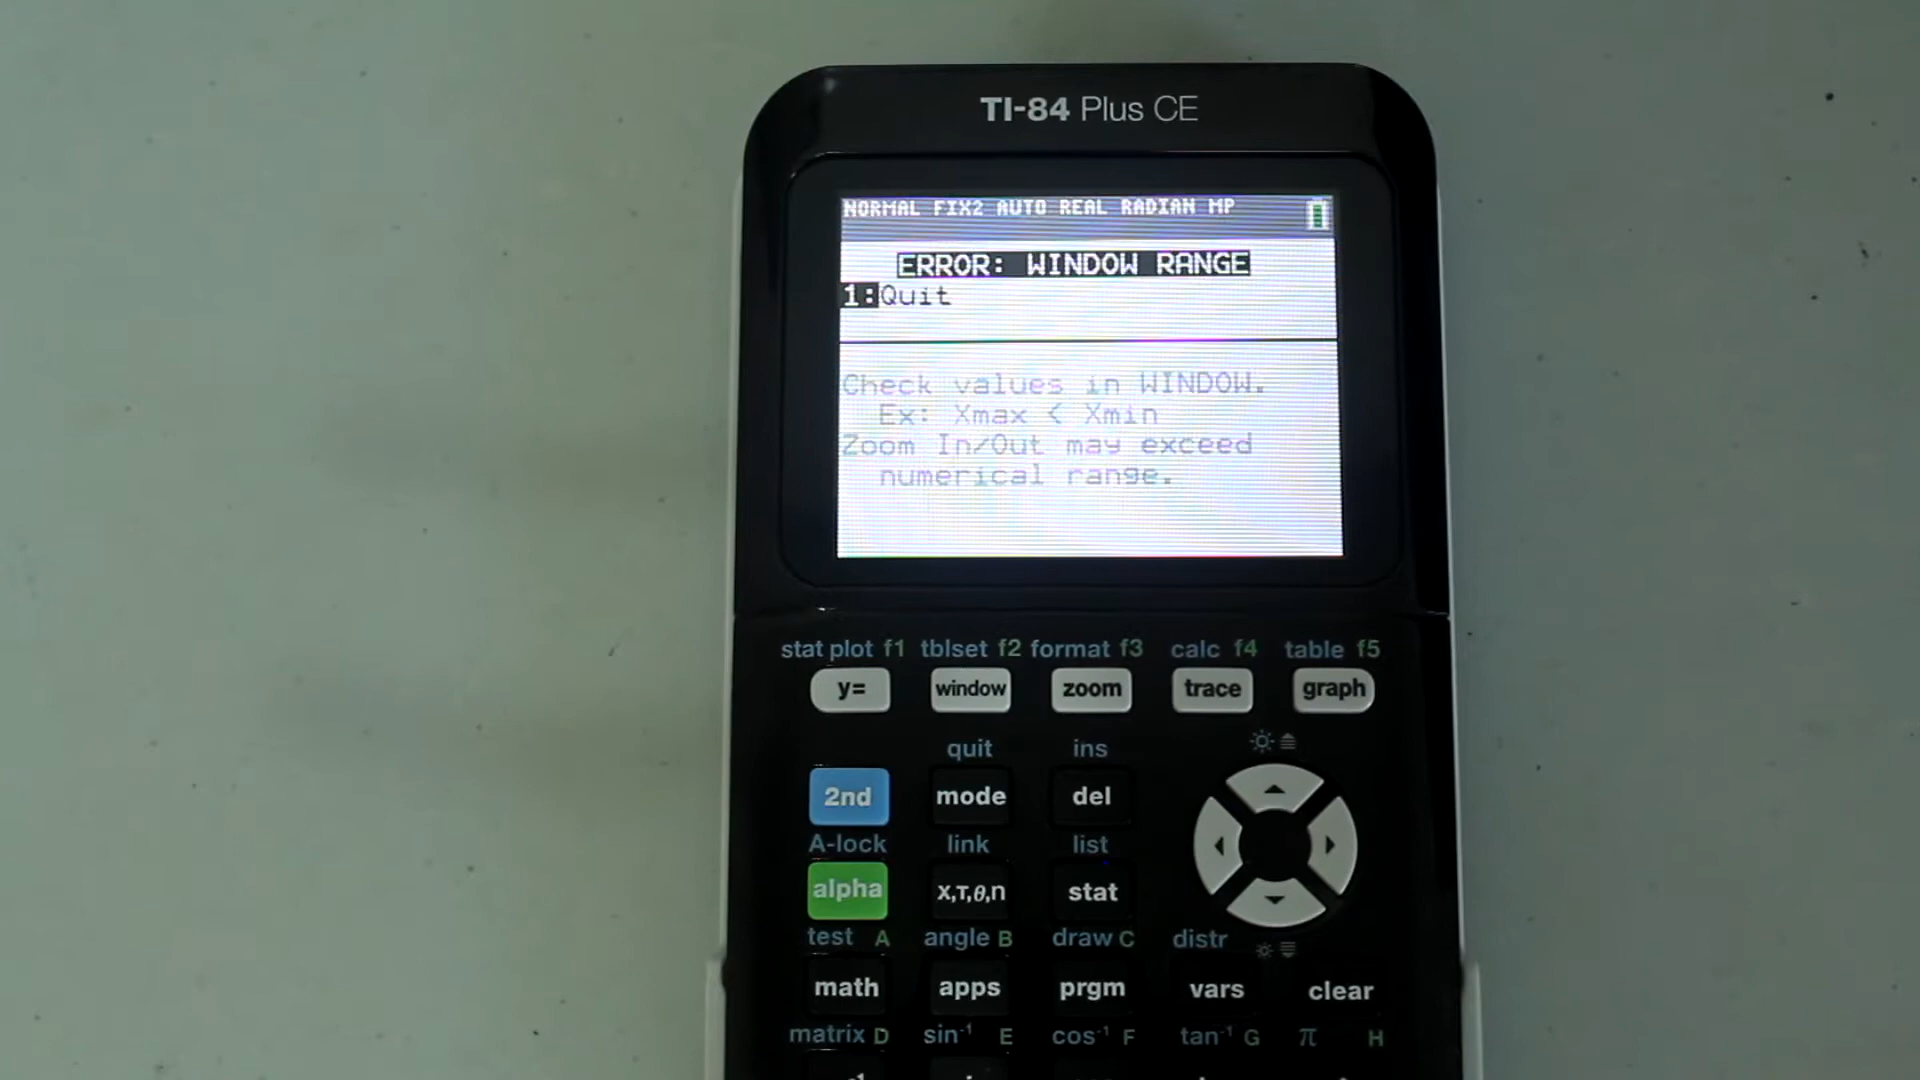 TI-84 Plus CE
NORMAL FIX2 AUTO REAL RADIAN MP
ERROR: WINDOW RANGE
1:Quit
Check values in WINDOW.
Ex: Xmax < Xmin
Zoom In/Out may exceed
numerical range.
stat plot f1 tblset f2 format f3 calc f4 table f5
y= window zoom trace graph
quit ins
2nd mode del
A-lock link list
alpha X,T,θ,n stat
test A angle B draw C distr
math apps prgm vars clear
matrix D sin⁻¹ E cos⁻¹ F tan⁻¹ G π H